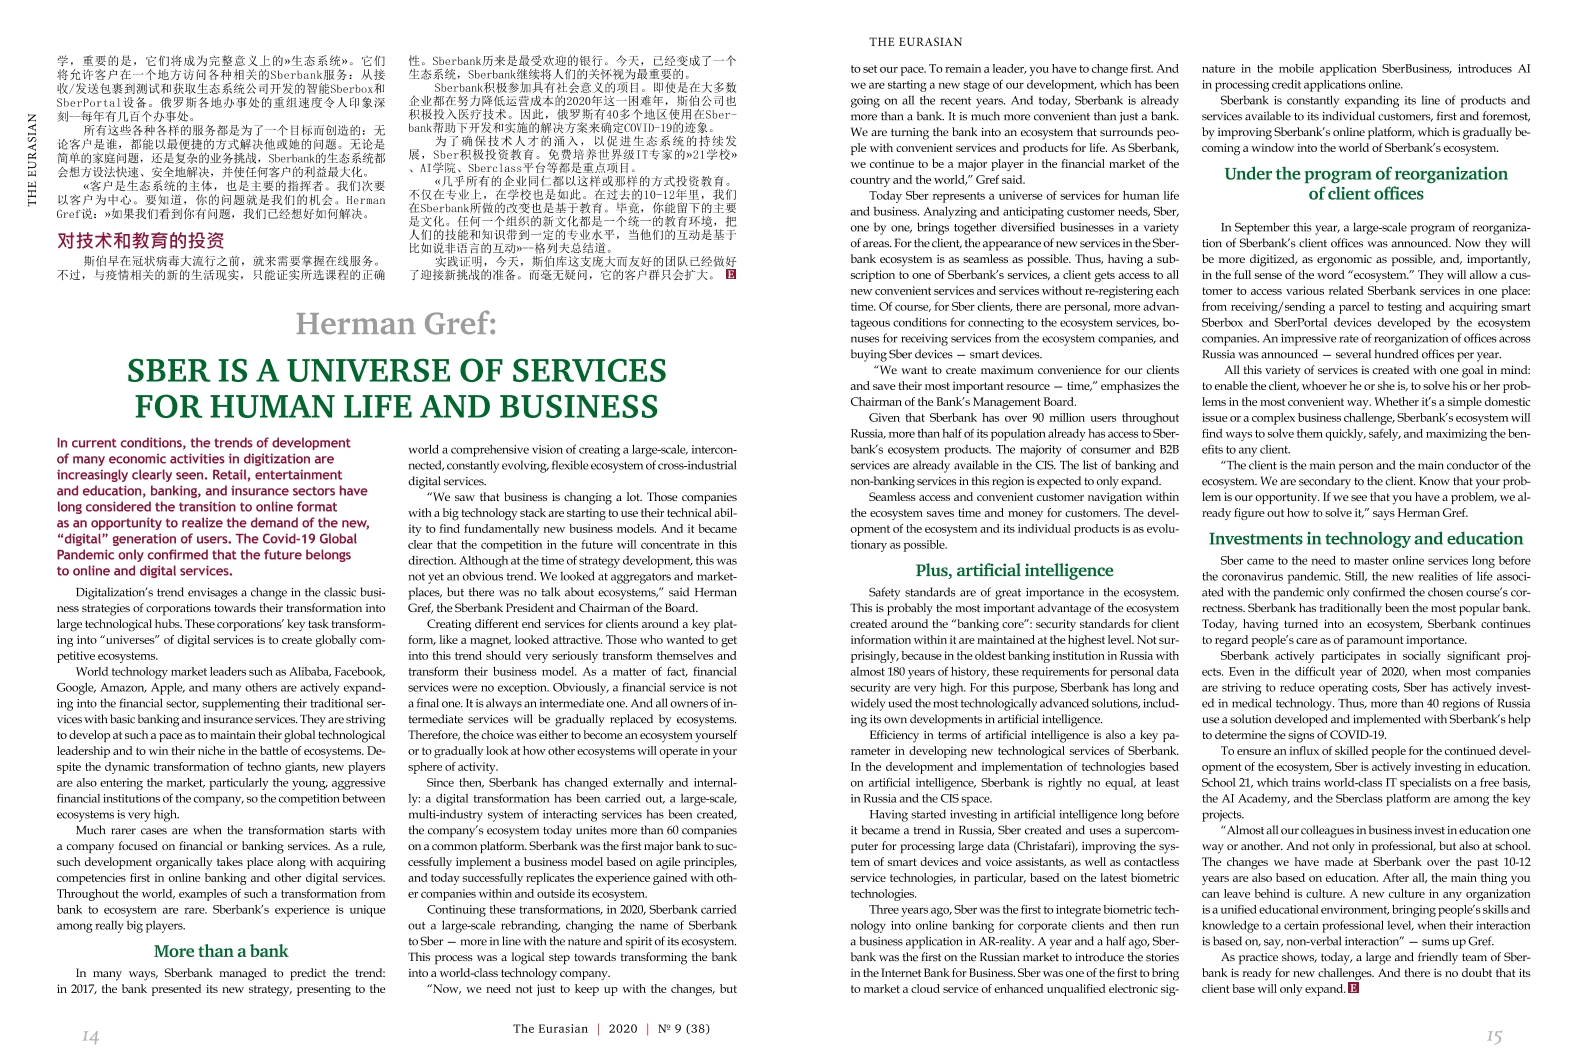 THE EURASIAN
学，重要的是，它们将成为完整意义上的»生态系统»。它们
将允许客户在一个地方访问各种相关的Sberbank服务：从接
收/发送包裹到测试和获取生态系统公司开发的智能Sberbox和
SberPortal设备。俄罗斯各地办事处的重组速度令人印象深
刻--每年有几百个办事处。
所有这些各种各样的服务都是为了一个目标而创造的：无
论客户是谁，都能以最便捷的方式解决他或她的问题。无论是
简单的家庭问题，还是复杂的业务挑战，Sberbank的生态系统都
会想方设法快速、安全地解决，并使任何客户的利益最大化。
«客户是生态系统的主体，也是主要的指挥者。我们次要
以客户为中心。要知道，你的问题就是我们的机会。Herman
Gref说：»如果我们看到你有问题，我们已经想好如何解决。
对技术和教育的投资
斯伯早在冠状病毒大流行之前，就来需要掌握在线服务。
不过，与疫情相关的新的生活现实，只能证实所选课程的正确
性。Sberbank历来是最受欢迎的银行。今天，已经变成了一个
生态系统，Sberbank继续将人们的关怀视为最重要的。
Sberbank积极参加具有社会意义的项目。即使是在大多数
企业都在努力降低运营成本的2020年这一困难年，斯伯公司也
积极投入医疗技术。因此，俄罗斯有40多个地区使用在Sber-
bank帮助下开发和实施的解决方案来确定COVID-19的迹象。
为了确保技术人才的涌入，以促进生态系统的持续发
展，Sber积极投资教育。免费培养世界级IT专家的»21学校»
、AI学院、Sberclass平台等都是重点项目。
«几乎所有的企业同仁都以这样或那样的方式投资教育。
不仅在专业上，在学校也是如此。在过去的10-12年里，我们
在Sberbank所做的改变也是基于教育。毕竟，你能留下的主要
是文化。任何一个组织的新文化都是一个统一的教育环境，把
人们的技能和知识带到一定的专业水平，当他们的互动是基于
比如说非语言的互动»--格列夫总结道。
实践证明，今天，斯伯库这支庞大而友好的团队已经做好
了迎接新挑战的准备。而毫无疑问，它的客户群只会扩大。 E
Herman Gref:
SBER IS A UNIVERSE OF SERVICES
FOR HUMAN LIFE AND BUSINESS
In current conditions, the trends of development
of many economic activities in digitization are
increasingly clearly seen. Retail, entertainment
and education, banking, and insurance sectors have
long considered the transition to online format
as an opportunity to realize the demand of the new,
“digital” generation of users. The Covid-19 Global
Pandemic only confirmed that the future belongs
to online and digital services.
Digitalization’s trend envisages a change in the classic busi-
ness strategies of corporations towards their transformation into
large technological hubs. These corporations’ key task transform-
ing into “universes” of digital services is to create globally com-
petitive ecosystems.
World technology market leaders such as Alibaba, Facebook,
Google, Amazon, Apple, and many others are actively expand-
ing into the financial sector, supplementing their traditional ser-
vices with basic banking and insurance services. They are striving
to develop at such a pace as to maintain their global technological
leadership and to win their niche in the battle of ecosystems. De-
spite the dynamic transformation of techno giants, new players
are also entering the market, particularly the young, aggressive
financial institutions of the company, so the competition between
ecosystems is very high.
Much rarer cases are when the transformation starts with
a company focused on financial or banking services. As a rule,
such development organically takes place along with acquiring
competencies first in online banking and other digital services.
Throughout the world, examples of such a transformation from
bank to ecosystem are rare. Sberbank’s experience is unique
among really big players.
More than a bank
In many ways, Sberbank managed to predict the trend:
in 2017, the bank presented its new strategy, presenting to the
world a comprehensive vision of creating a large-scale, intercon-
nected, constantly evolving, flexible ecosystem of cross-industrial
digital services.
“We saw that business is changing a lot. Those companies
with a big technology stack are starting to use their technical abil-
ity to find fundamentally new business models. And it became
clear that the competition in the future will concentrate in this
direction. Although at the time of strategy development, this was
not yet an obvious trend. We looked at aggregators and market-
places, but there was no talk about ecosystems,” said Herman
Gref, the Sberbank President and Chairman of the Board.
Creating different end services for clients around a key plat-
form, like a magnet, looked attractive. Those who wanted to get
into this trend should very seriously transform themselves and
transform their business model. As a matter of fact, financial
services were no exception. Obviously, a financial service is not
a final one. It is always an intermediate one. And all owners of in-
termediate services will be gradually replaced by ecosystems.
Therefore, the choice was either to become an ecosystem yourself
or to gradually look at how other ecosystems will operate in your
sphere of activity.
Since then, Sberbank has changed externally and internal-
ly: a digital transformation has been carried out, a large-scale,
multi-industry system of interacting services has been created,
the company’s ecosystem today unites more than 60 companies
on a common platform. Sberbank was the first major bank to suc-
cessfully implement a business model based on agile principles,
and today successfully replicates the experience gained with oth-
er companies within and outside its ecosystem.
Continuing these transformations, in 2020, Sberbank carried
out a large-scale rebranding, changing the name of Sberbank
to Sber — more in line with the nature and spirit of its ecosystem.
This process was a logical step towards transforming the bank
into a world-class technology company.
“Now, we need not just to keep up with the changes, but
14
The Eurasian | 2020 | № 9 (38)
THE EURASIAN
to set our pace. To remain a leader, you have to change first. And
we are starting a new stage of our development, which has been
going on all the recent years. And today, Sberbank is already
more than a bank. It is much more convenient than just a bank.
We are turning the bank into an ecosystem that surrounds peo-
ple with convenient services and products for life. As Sberbank,
we continue to be a major player in the financial market of the
country and the world,” Gref said.
Today Sber represents a universe of services for human life
and business. Analyzing and anticipating customer needs, Sber,
one by one, brings together diversified businesses in a variety
of areas. For the client, the appearance of new services in the Sber-
bank ecosystem is as seamless as possible. Thus, having a sub-
scription to one of Sberbank’s services, a client gets access to all
new convenient services and services without re-registering each
time. Of course, for Sber clients, there are personal, more advan-
tageous conditions for connecting to the ecosystem services, bo-
nuses for receiving services from the ecosystem companies, and
buying Sber devices — smart devices.
“We want to create maximum convenience for our clients
and save their most important resource — time,” emphasizes the
Chairman of the Bank’s Management Board.
Given that Sberbank has over 90 million users throughout
Russia, more than half of its population already has access to Sber-
bank’s ecosystem products. The majority of consumer and B2B
services are already available in the CIS. The list of banking and
non-banking services in this region is expected to only expand.
Seamless access and convenient customer navigation within
the ecosystem saves time and money for customers. The devel-
opment of the ecosystem and its individual products is as evolu-
tionary as possible.
Plus, artificial intelligence
Safety standards are of great importance in the ecosystem.
This is probably the most important advantage of the ecosystem
created around the “banking core”: security standards for client
information within it are maintained at the highest level. Not sur-
prisingly, because in the oldest banking institution in Russia with
almost 180 years of history, these requirements for personal data
security are very high. For this purpose, Sberbank has long and
widely used the most technologically advanced solutions, includ-
ing its own developments in artificial intelligence.
Efficiency in terms of artificial intelligence is also a key pa-
rameter in developing new technological services of Sberbank.
In the development and implementation of technologies based
on artificial intelligence, Sberbank is rightly no equal, at least
in Russia and the CIS space.
Having started investing in artificial intelligence long before
it became a trend in Russia, Sber created and uses a supercom-
puter for processing large data (Christafari), improving the sys-
tem of smart devices and voice assistants, as well as contactless
service technologies, in particular, based on the latest biometric
technologies.
Three years ago, Sber was the first to integrate biometric tech-
nology into online banking for corporate clients and then run
a business application in AR-reality. A year and a half ago, Sber-
bank was the first on the Russian market to introduce the stories
in the Internet Bank for Business. Sber was one of the first to bring
to market a cloud service of enhanced unqualified electronic sig-
nature in the mobile application SberBusiness, introduces AI
in processing credit applications online.
Sberbank is constantly expanding its line of products and
services available to its individual customers, first and foremost,
by improving Sberbank’s online platform, which is gradually be-
coming a window into the world of Sberbank’s ecosystem.
Under the program of reorganization
of client offices
In September this year, a large-scale program of reorganiza-
tion of Sberbank’s client offices was announced. Now they will
be more digitized, as ergonomic as possible, and, importantly,
in the full sense of the word “ecosystem.” They will allow a cus-
tomer to access various related Sberbank services in one place:
from receiving/sending a parcel to testing and acquiring smart
Sberbox and SberPortal devices developed by the ecosystem
companies. An impressive rate of reorganization of offices across
Russia was announced — several hundred offices per year.
All this variety of services is created with one goal in mind:
to enable the client, whoever he or she is, to solve his or her prob-
lems in the most convenient way. Whether it’s a simple domestic
issue or a complex business challenge, Sberbank’s ecosystem will
find ways to solve them quickly, safely, and maximizing the ben-
efits to any client.
“The client is the main person and the main conductor of the
ecosystem. We are secondary to the client. Know that your prob-
lem is our opportunity. If we see that you have a problem, we al-
ready figure out how to solve it,” says Herman Gref.
Investments in technology and education
Sber came to the need to master online services long before
the coronavirus pandemic. Still, the new realities of life associ-
ated with the pandemic only confirmed the chosen course’s cor-
rectness. Sberbank has traditionally been the most popular bank.
Today, having turned into an ecosystem, Sberbank continues
to regard people’s care as of paramount importance.
Sberbank actively participates in socially significant proj-
ects. Even in the difficult year of 2020, when most companies
are striving to reduce operating costs, Sber has actively invest-
ed in medical technology. Thus, more than 40 regions of Russia
use a solution developed and implemented with Sberbank’s help
to determine the signs of COVID-19.
To ensure an influx of skilled people for the continued devel-
opment of the ecosystem, Sber is actively investing in education.
School 21, which trains world-class IT specialists on a free basis,
the AI Academy, and the Sberclass platform are among the key
projects.
“Almost all our colleagues in business invest in education one
way or another. And not only in professional, but also at school.
The changes we have made at Sberbank over the past 10-12
years are also based on education. After all, the main thing you
can leave behind is culture. A new culture in any organization
is a unified educational environment, bringing people’s skills and
knowledge to a certain professional level, when their interaction
is based on, say, non-verbal interaction” — sums up Gref.
As practice shows, today, a large and friendly team of Sber-
bank is ready for new challenges. And there is no doubt that its
client base will only expand. E
15